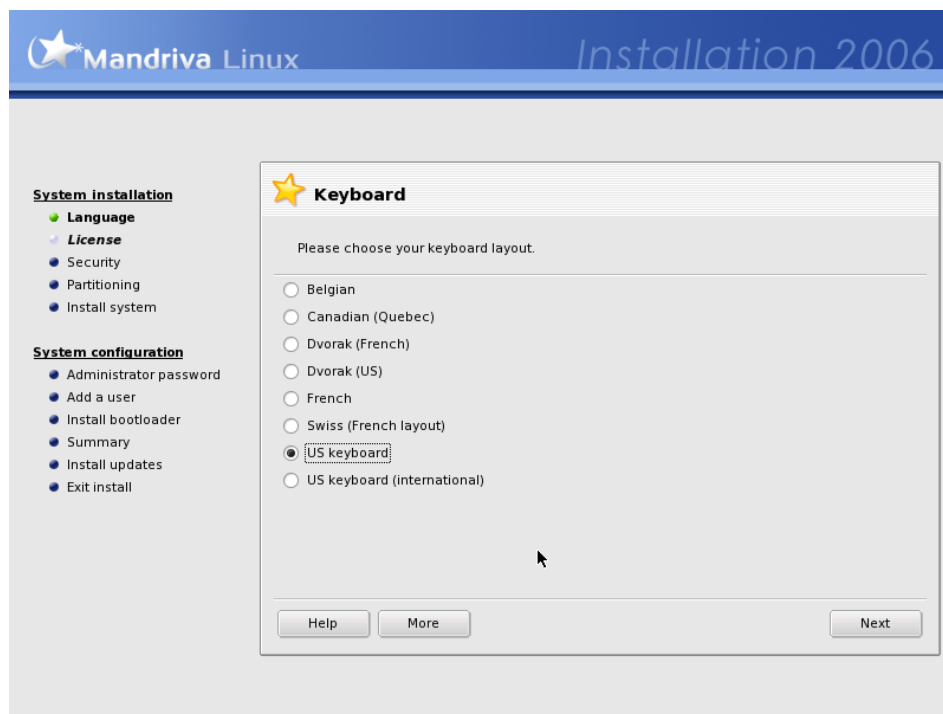 Mandriva Linux
Installation 2006
System installation
Language
License
Security
Partitioning
Install system
System configuration
Administrator password
Add a user
Install bootloader
Summary
Install updates
Exit install
Keyboard
Please choose your keyboard layout.
Belgian
Canadian (Quebec)
Dvorak (French)
Dvorak (US)
French
Swiss (French layout)
US keyboard
US keyboard (international)
Help
More
Next